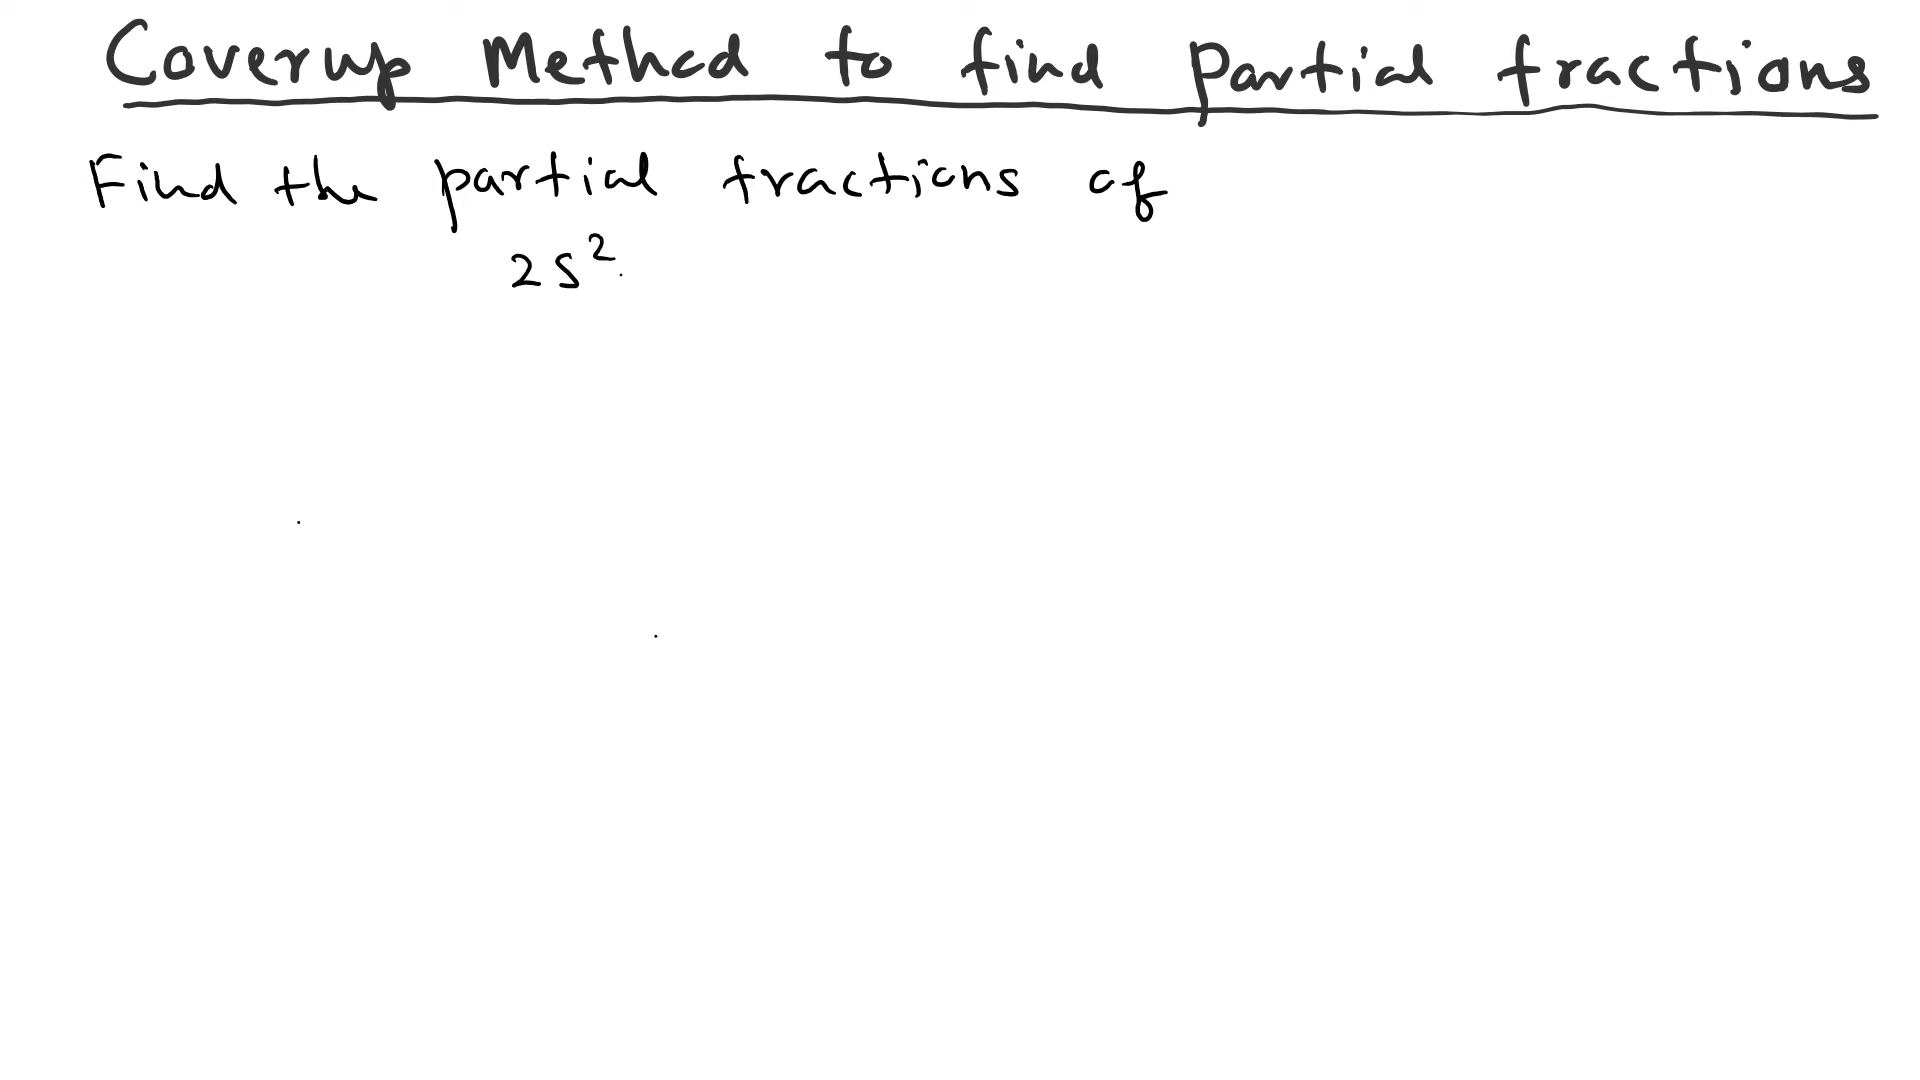 Coverup Method to find Partial fractions
Find the partial fractions of
2s²